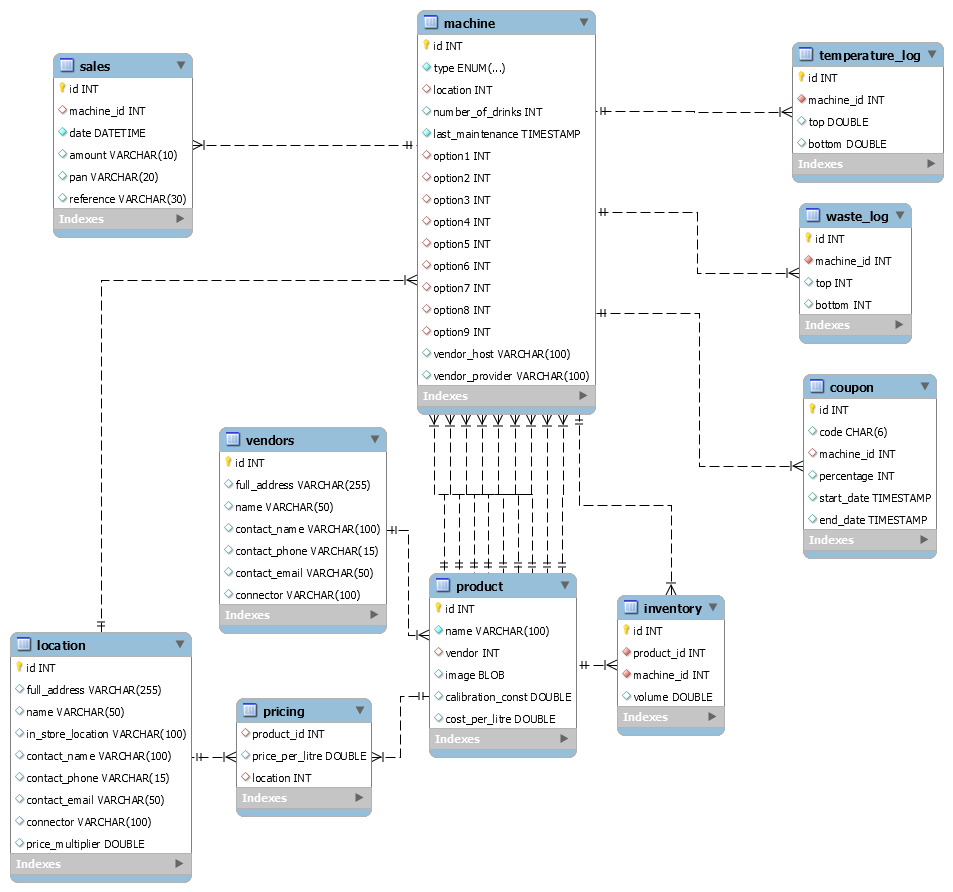 machine
id INT
type ENUM(...)
location INT
number_of_drinks INT
last_maintenance TIMESTAMP
option1 INT
option2 INT
option3 INT
option4 INT
option5 INT
option6 INT
option7 INT
option8 INT
option9 INT
vendor_host VARCHAR(100)
vendor_provider VARCHAR(100)
Indexes
sales
id INT
machine_id INT
date DATETIME
amount VARCHAR(10)
pan VARCHAR(20)
reference VARCHAR(30)
Indexes
temperature_log
id INT
machine_id INT
top DOUBLE
bottom DOUBLE
Indexes
waste_log
id INT
machine_id INT
top INT
bottom INT
Indexes
coupon
id INT
code CHAR(6)
machine_id INT
percentage INT
start_date TIMESTAMP
end_date TIMESTAMP
Indexes
vendors
id INT
full_address VARCHAR(255)
name VARCHAR(50)
contact_name VARCHAR(100)
contact_phone VARCHAR(15)
contact_email VARCHAR(50)
connector VARCHAR(100)
Indexes
product
id INT
name VARCHAR(100)
vendor INT
image BLOB
calibration_const DOUBLE
cost_per_litre DOUBLE
Indexes
inventory
id INT
product_id INT
machine_id INT
volume DOUBLE
Indexes
location
id INT
full_address VARCHAR(255)
name VARCHAR(50)
in_store_location VARCHAR(100)
contact_name VARCHAR(100)
contact_phone VARCHAR(15)
contact_email VARCHAR(50)
connector VARCHAR(100)
price_multiplier DOUBLE
Indexes
pricing
product_id INT
price_per_litre DOUBLE
location INT
Indexes